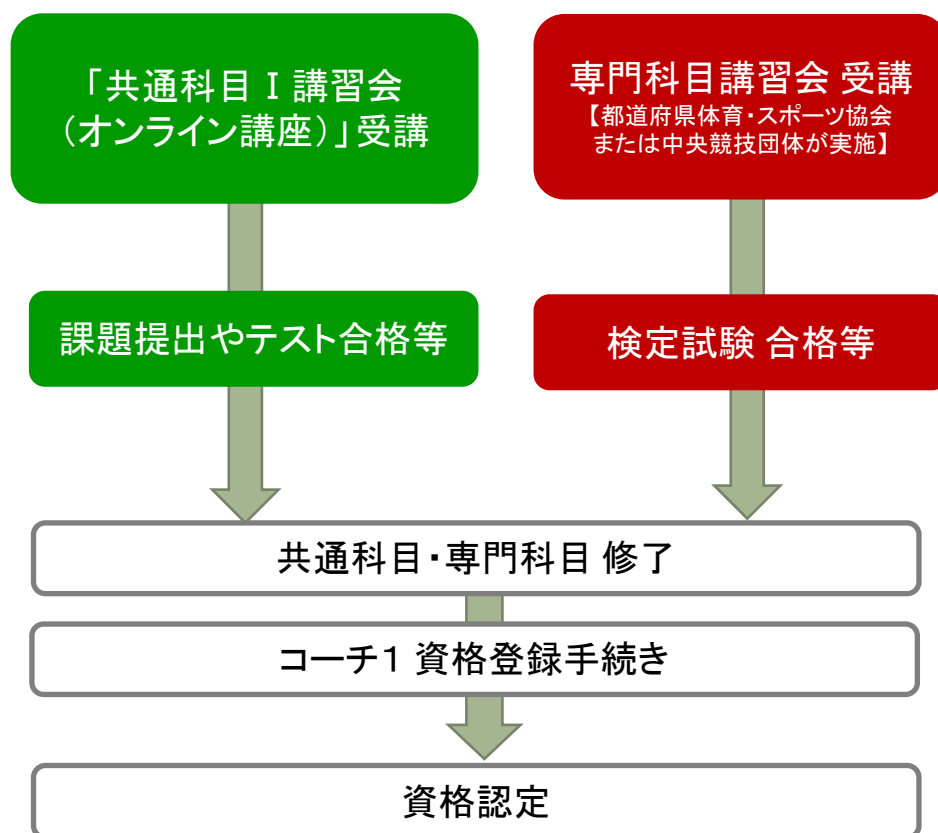 「共通科目Ⅰ講習会
(オンライン講座)」受講
専門科目講習会 受講
【都道府県体育・スポーツ協会
または中央競技団体が実施】
課題提出やテスト合格等
検定試験 合格等
共通科目・専門科目 修了
コーチ１ 資格登録手続き
資格認定